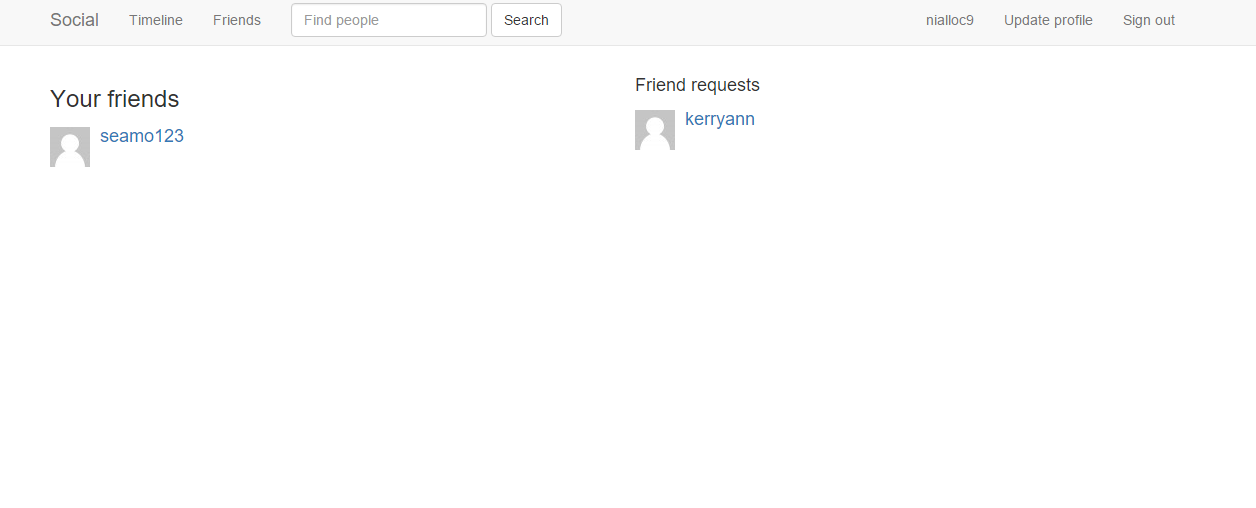 Social Timeline Friends Find people Search nialloc9 Update profile Sign out
Your friends
seamo123
Friend requests
kerryann